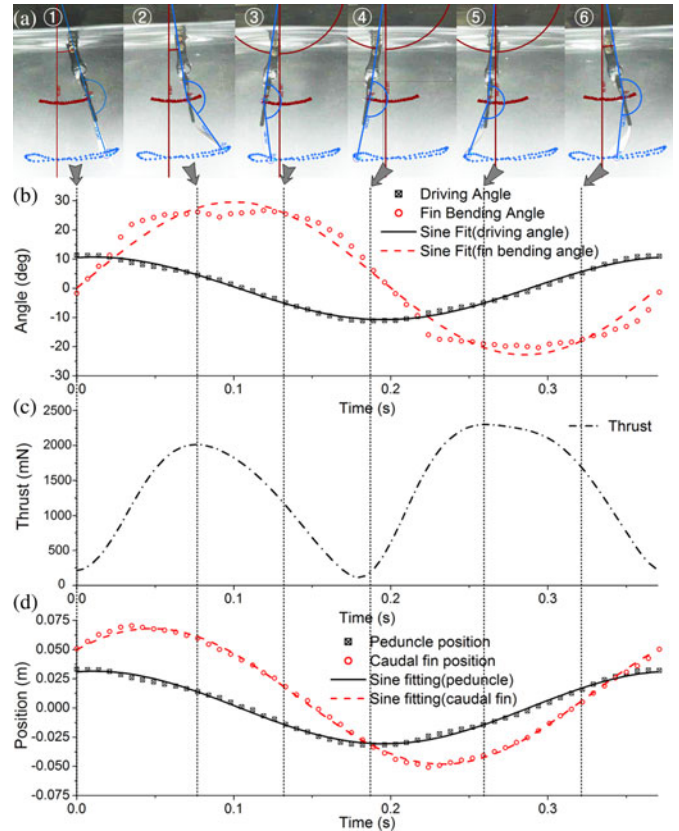 (a) ① ② ③ ④ ⑤ ⑥
(b)
30
20
10
0
-10
-20
-30
Angle (deg)
Driving Angle
Fin Bending Angle
Sine Fit(driving angle)
Sine Fit(fin bending angle)
0.0 0.1 0.2 0.3
Time (s)
(c)
2500
2000
1500
1000
500
0
Thrust (mN)
Thrust
0.0 0.1 0.2 0.3
Time (s)
(d)
0.075
0.050
0.025
0.000
-0.025
-0.050
-0.075
Position (m)
Peduncle position
Caudal fin position
Sine fitting(peduncle)
Sine fitting(caudal fin)
0.0 0.1 0.2 0.3
Time (s)